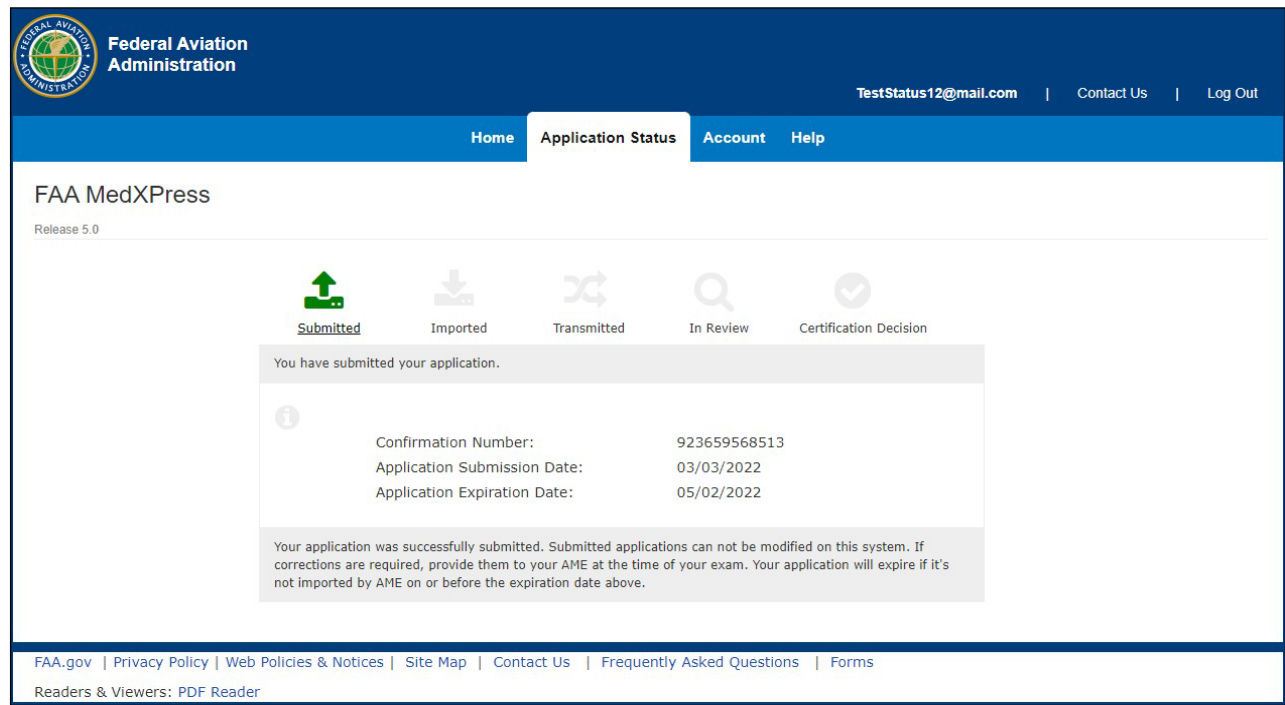 FEDERAL AVIATION ADMINISTRATION
Federal Aviation
Administration
TestStatus12@mail.com | Contact Us | Log Out
Home Application Status Account Help
FAA MedXPress
Release 5.0
Submitted Imported Transmitted In Review Certification Decision
You have submitted your application.
Confirmation Number: 923659568513
Application Submission Date: 03/03/2022
Application Expiration Date: 05/02/2022
Your application was successfully submitted. Submitted applications can not be modified on this system. If
corrections are required, provide them to your AME at the time of your exam. Your application will expire if it's
not imported by AME on or before the expiration date above.
FAA.gov | Privacy Policy | Web Policies & Notices | Site Map | Contact Us | Frequently Asked Questions | Forms
Readers & Viewers: PDF Reader